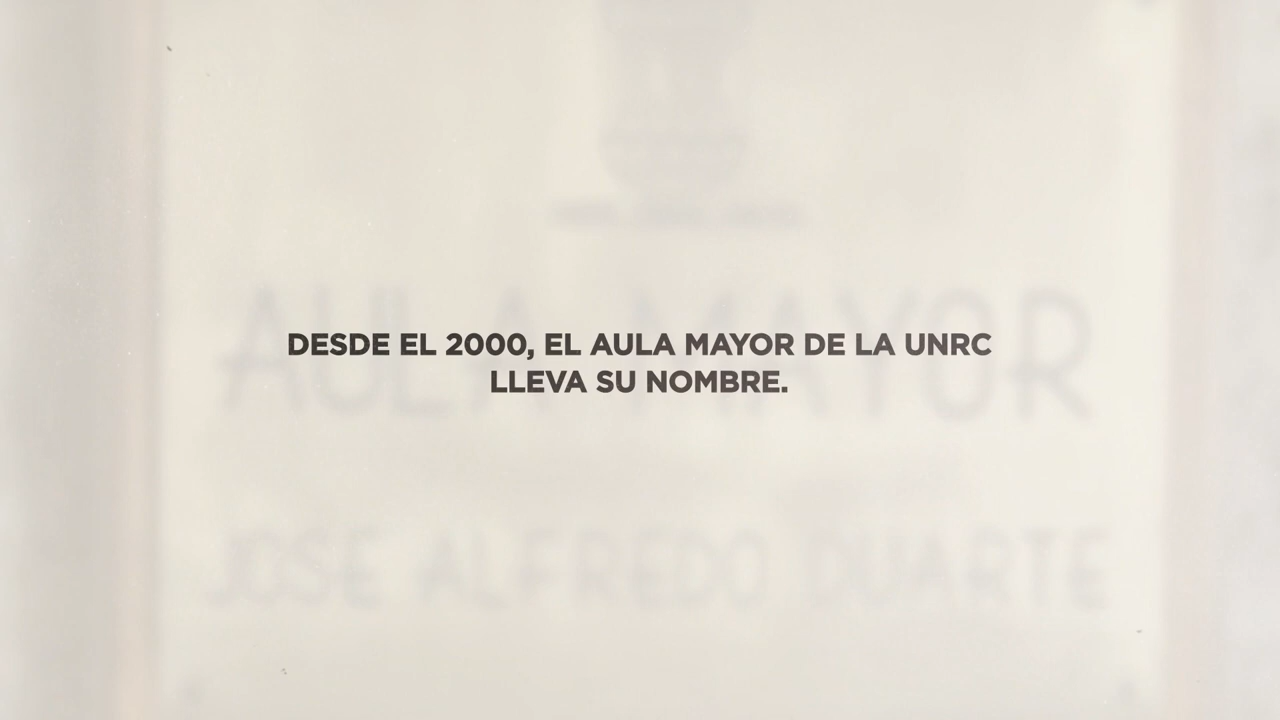 DESDE EL 2000, EL AULA MAYOR DE LA UNRC
LLEVA SU NOMBRE.
AULA MAYOR
JOSE ALFREDO DUARTE